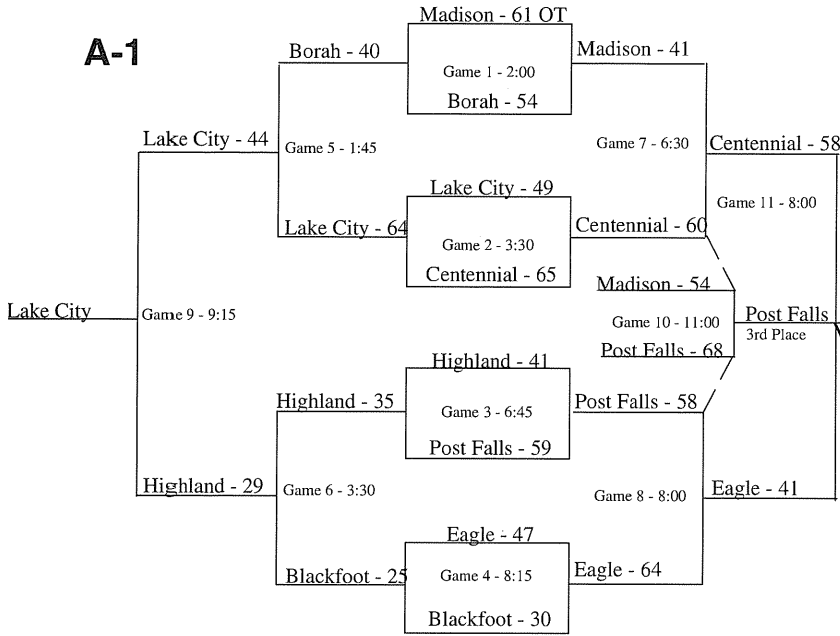 A-1
Madison - 61 OT
Borah - 40
Madison - 41
Game 1 - 2:00
Borah - 54
Lake City - 44
Game 5 - 1:45
Game 7 - 6:30
Centennial - 58
Lake City - 49
Game 11 - 8:00
Lake City - 64
Centennial - 60
Game 2 - 3:30
Centennial - 65
Madison - 54
Lake City
Game 9 - 9:15
Game 10 - 11:00
Post Falls
3rd Place
Post Falls - 68
Highland - 41
Highland - 35
Post Falls - 58
Game 3 - 6:45
Post Falls - 59
Highland - 29
Game 6 - 3:30
Game 8 - 8:00
Eagle - 41
Eagle - 47
Blackfoot - 25
Game 4 - 8:15
Eagle - 64
Blackfoot - 30